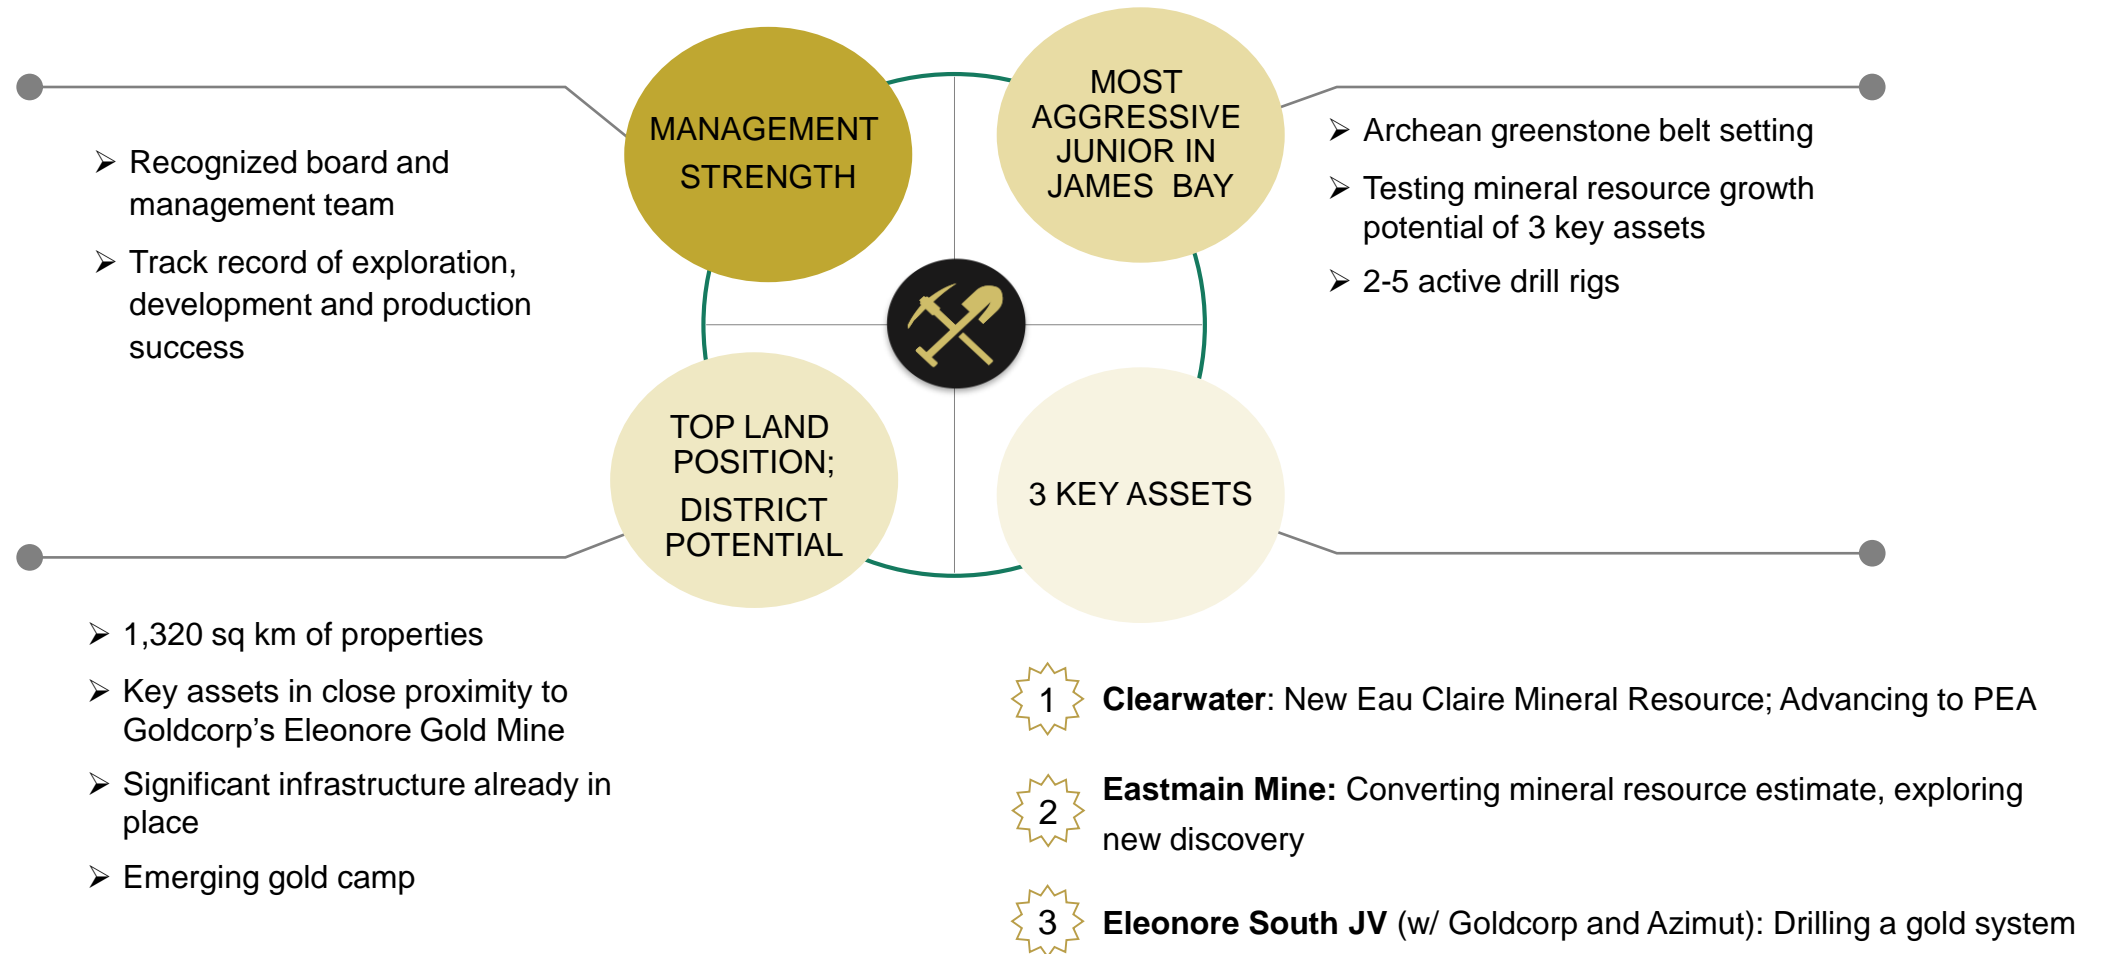 MANAGEMENT
STRENGTH
➢ Recognized board and
management team
➢ Track record of exploration,
development and production
success
MOST
AGGRESSIVE
JUNIOR IN
JAMES BAY
➢ Archean greenstone belt setting
➢ Testing mineral resource growth
potential of 3 key assets
➢ 2-5 active drill rigs
TOP LAND
POSITION;
DISTRICT
POTENTIAL
➢ 1,320 sq km of properties
➢ Key assets in close proximity to
Goldcorp’s Eleonore Gold Mine
➢ Significant infrastructure already in
place
➢ Emerging gold camp
3 KEY ASSETS
1 Clearwater: New Eau Claire Mineral Resource; Advancing to PEA
2 Eastmain Mine: Converting mineral resource estimate, exploring
new discovery
3 Eleonore South JV (w/ Goldcorp and Azimut): Drilling a gold system